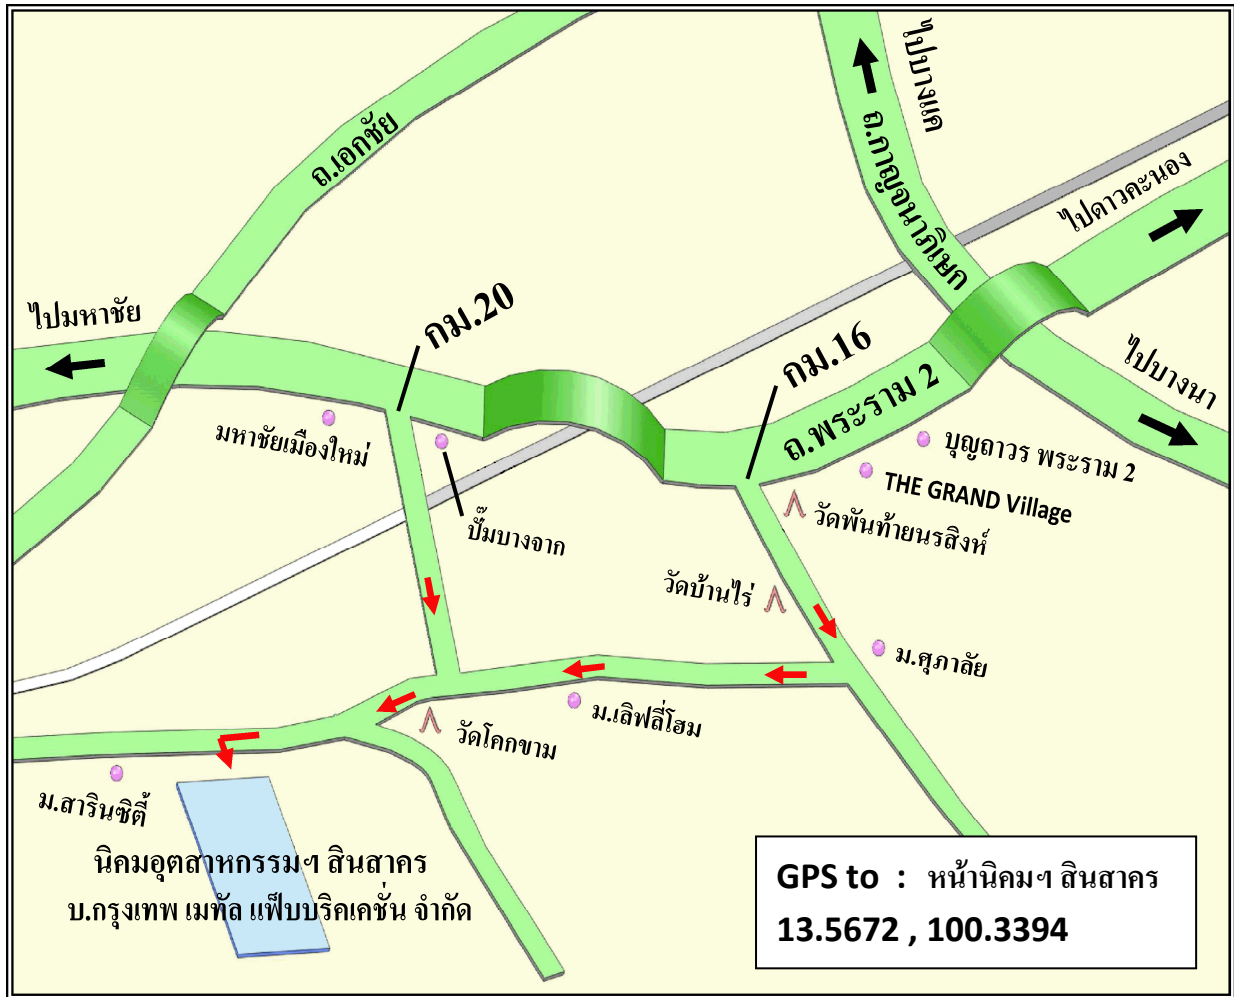 ไปบางแค
ถ.เอกชัย
ถ.กาญจนาภิเษก
ไปดาวคะนอง
ไปมหาชัย
กม.20
กม.16
ถ.พระราม 2
ไปบางนา
มหาชัยเมืองใหม่
ปั๊มบางจาก
บุญถาวร พระราม 2
THE GRAND Village
วัดพันท้ายนรสิงห์
วัดบ้านไร่
ม.ศุภาลัย
ม.เลิฟลี่โฮม
วัดโคกขาม
ม.สารินซิตี้
นิคมอุตสาหกรรมฯ สินสาคร
บ.กรุงเทพ เมทัล แฟ็บบริคเคชั่น จำกัด
GPS to : หน้านิคมฯ สินสาคร
13.5672 , 100.3394